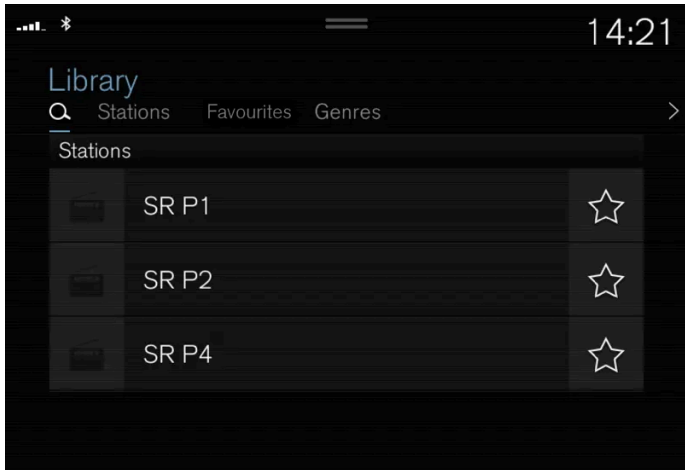 14:21
Library
Stations Favourites Genres
Stations
SR P1
SR P2
SR P4